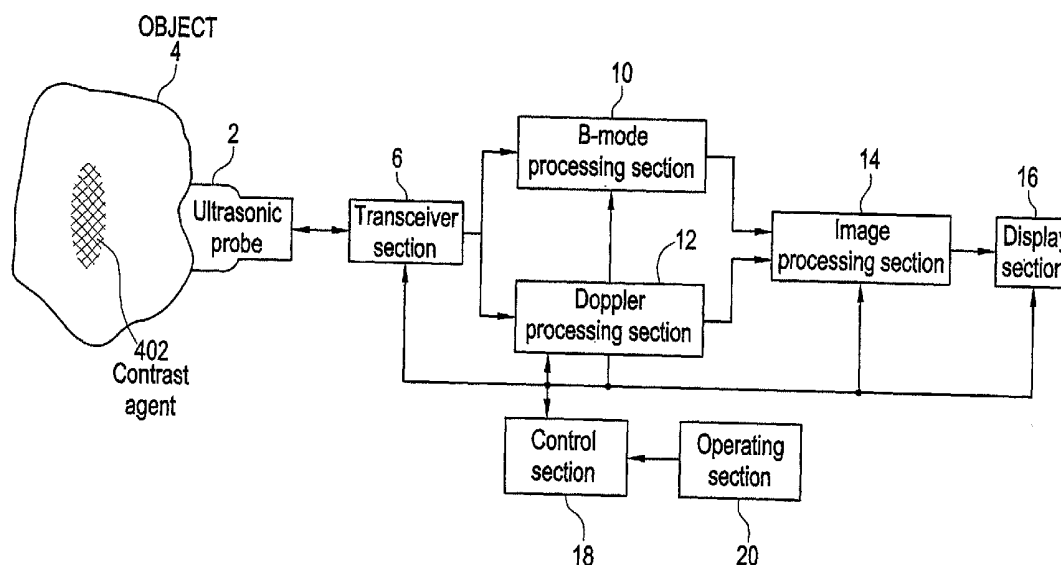 OBJECT
4
2
Ultrasonic
probe
402
Contrast
agent
6
Transceiver
section
10
B-mode
processing section
12
Doppler
processing section
14
Image
processing section
16
Display
section
Control
section
18
Operating
section
20